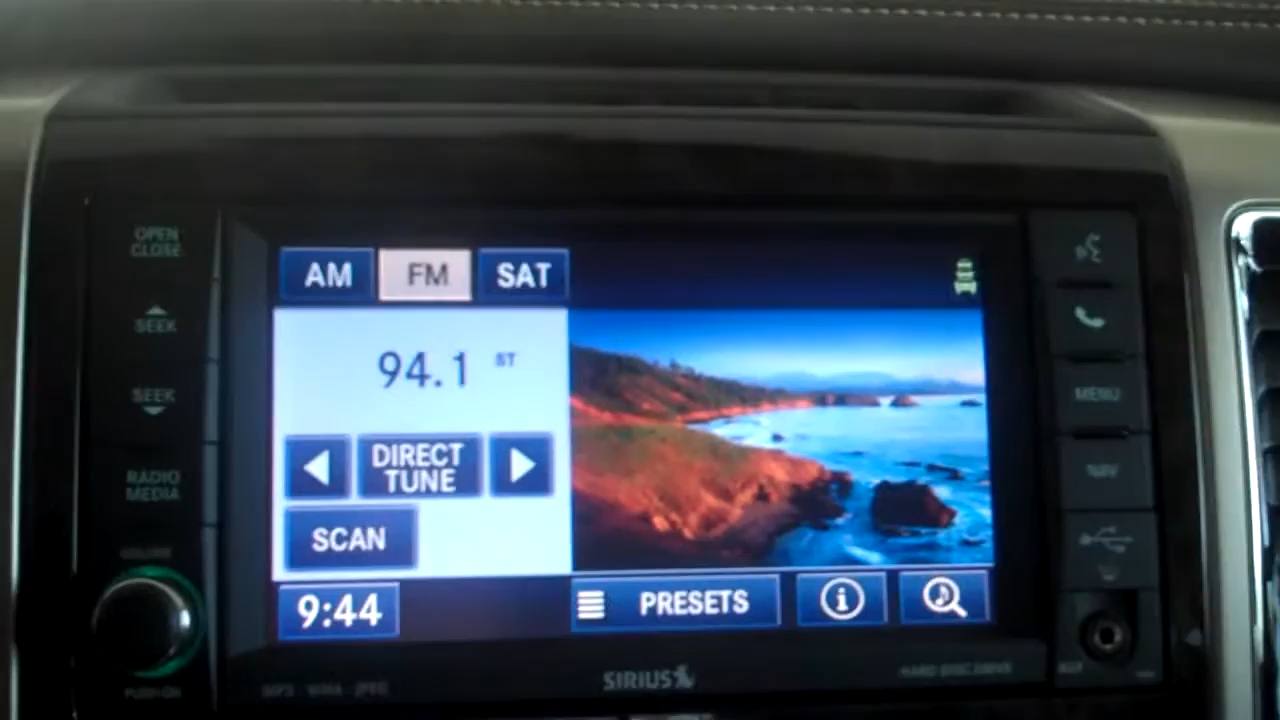 OPEN
CLOSE
SEEK
SEEK
RADIO
MEDIA
VOLUME
PUSH-ON
AM
FM
SAT
94.1 ST
DIRECT
TUNE
SCAN
9:44
PRESETS
MENU
NAV
SIRIUS
HARD DISC DRIVE
MP3 WMA JPEG
AUX